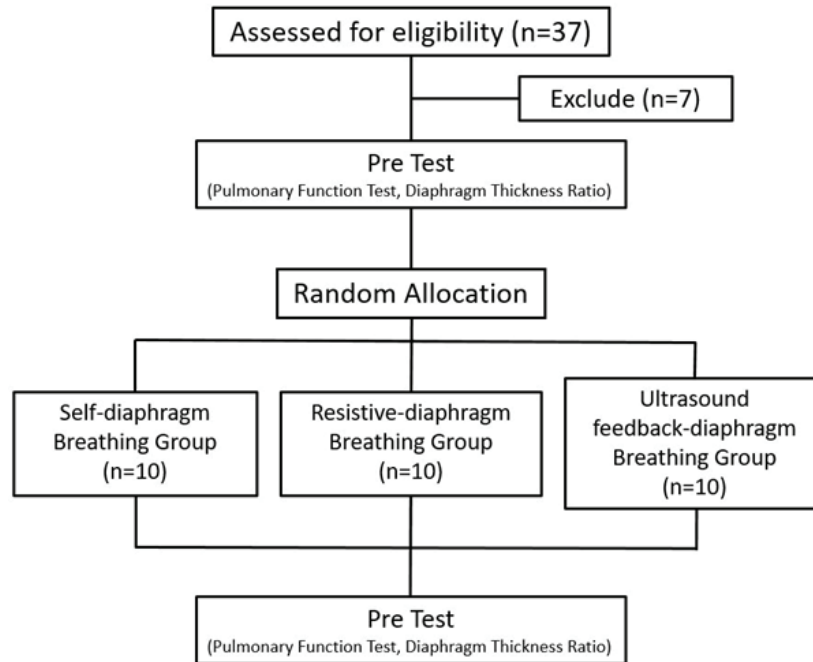 Assessed for eligibility (n=37)
Exclude (n=7)
Pre Test
(Pulmonary Function Test, Diaphragm Thickness Ratio)
Random Allocation
Self-diaphragm
Breathing Group
(n=10)
Resistive-diaphragm
Breathing Group
(n=10)
Ultrasound
feedback-diaphragm
Breathing Group
(n=10)
Pre Test
(Pulmonary Function Test, Diaphragm Thickness Ratio)